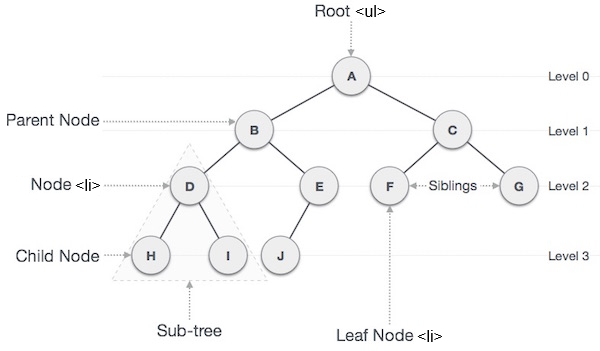 Root <ul>
A
Level 0
Parent Node
B
C
Level 1
Node <li>
D
E
F
Siblings
G
Level 2
Child Node
H
I
J
Level 3
Sub-tree
Leaf Node <li>